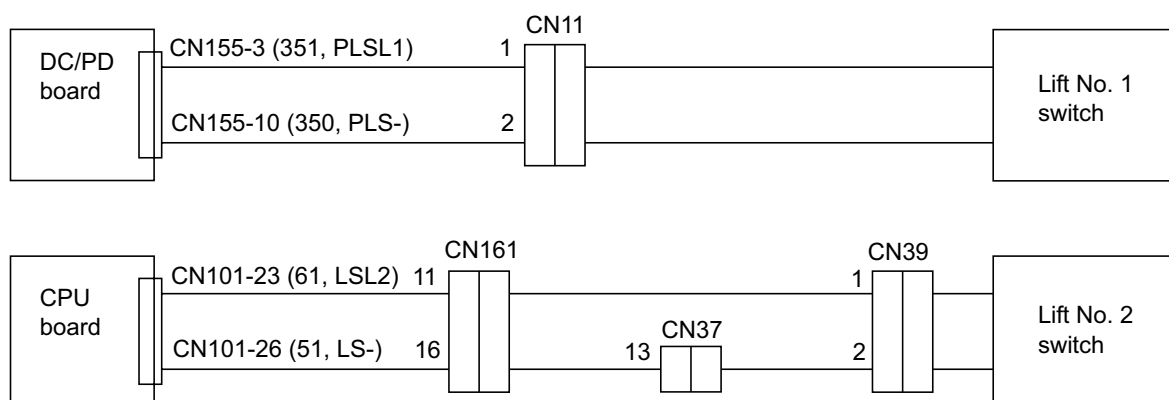 CN11
CN155-3 (351, PLSL1) 1
DC/PD
board
Lift No. 1
switch
CN155-10 (350, PLS-) 2
CN161
CN39
CN101-23 (61, LSL2) 11
1
CPU
board
Lift No. 2
switch
CN37
CN101-26 (51, LS-) 16
13
2